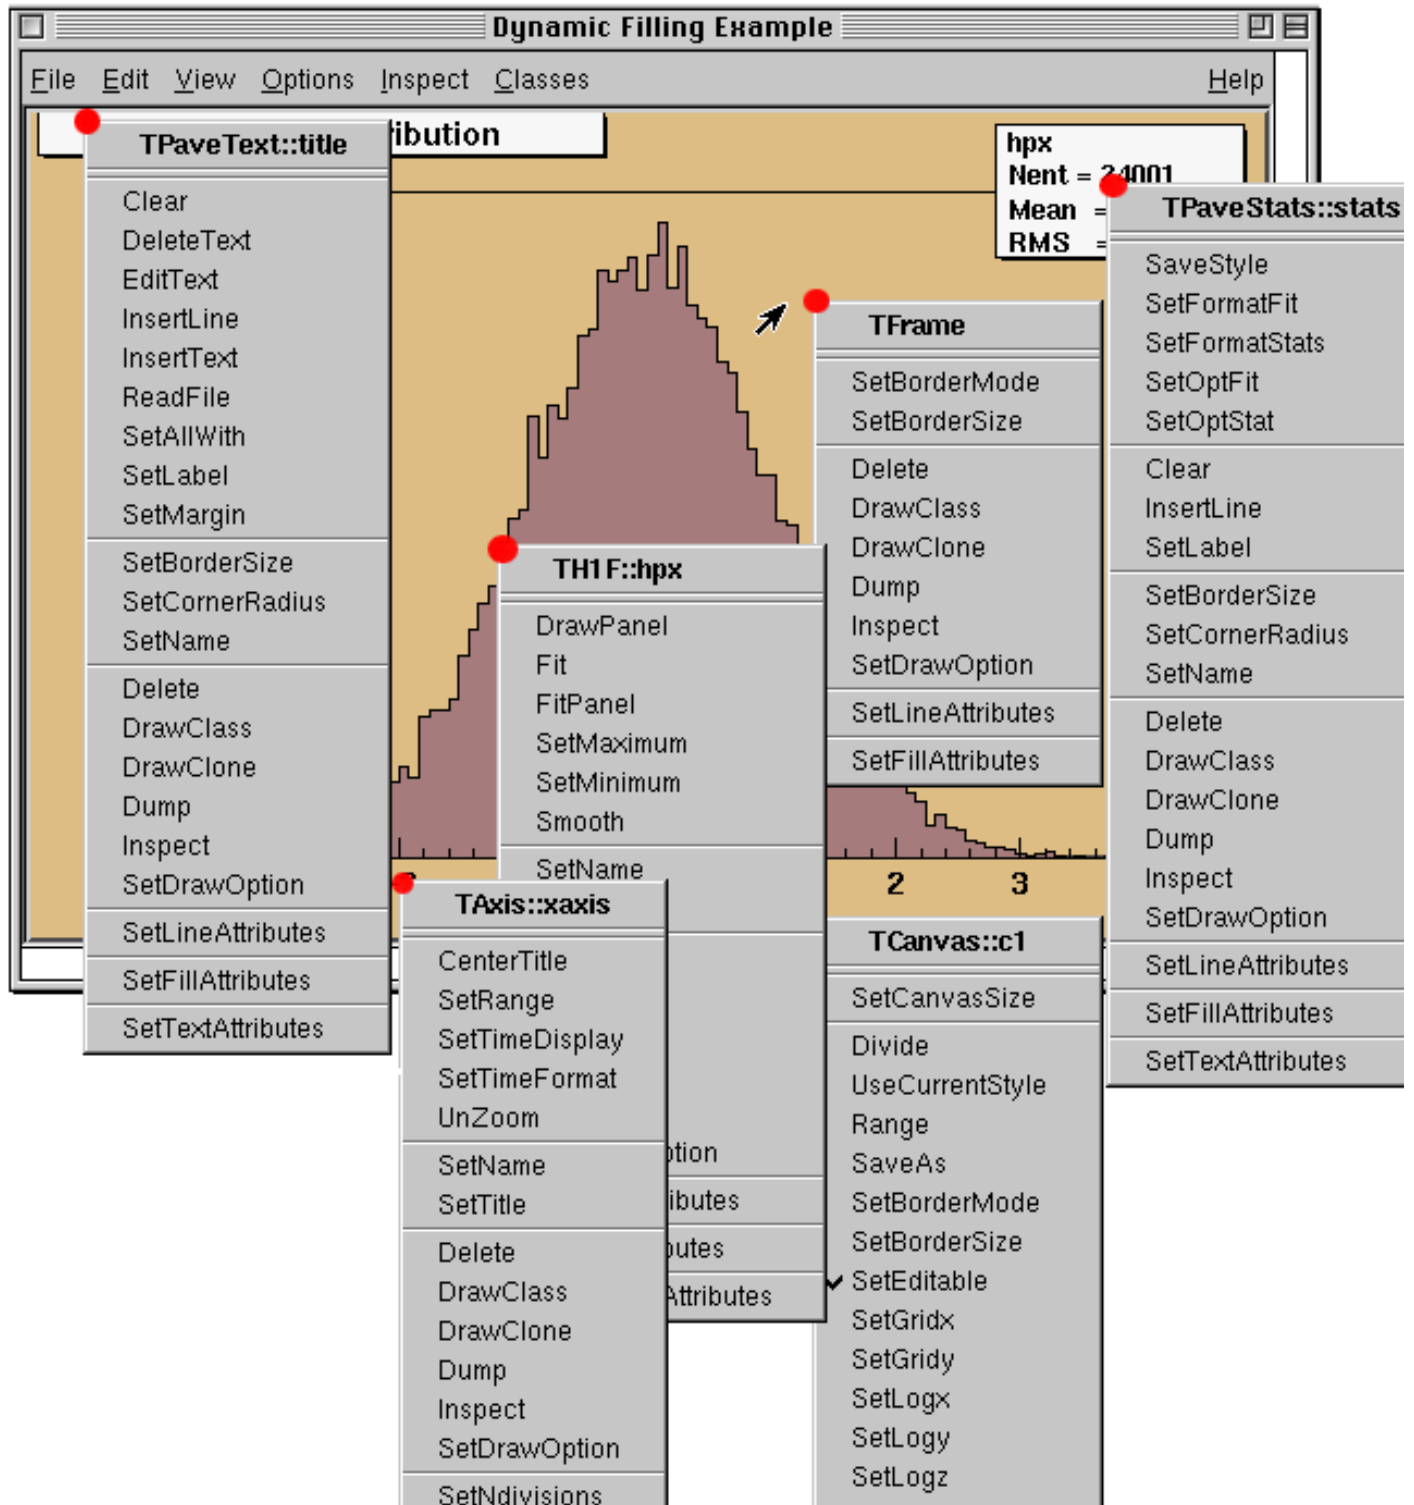 Dynamic Filling Example
File Edit View Options Inspect Classes Help
ibution
hpx
Nent = 24001
Mean =
RMS =
TPaveText::title
Clear
DeleteText
EditText
InsertLine
InsertText
ReadFile
SetAllWith
SetLabel
SetMargin
SetBorderSize
SetCornerRadius
SetName
Delete
DrawClass
DrawClone
Dump
Inspect
SetDrawOption
SetLineAttributes
SetFillAttributes
SetTextAttributes
TH1F::hpx
DrawPanel
Fit
FitPanel
SetMaximum
SetMinimum
Smooth
SetName
ption
ibutes
butes
Attributes
TAxis::xaxis
CenterTitle
SetRange
SetTimeDisplay
SetTimeFormat
UnZoom
SetName
SetTitle
Delete
DrawClass
DrawClone
Dump
Inspect
SetDrawOption
SetNdivisions
TFrame
SetBorderMode
SetBorderSize
Delete
DrawClass
DrawClone
Dump
Inspect
SetDrawOption
SetLineAttributes
SetFillAttributes
2 3
TCanvas::c1
SetCanvasSize
Divide
UseCurrentStyle
Range
SaveAs
SetBorderMode
SetBorderSize
SetEditable
SetGridx
SetGridy
SetLogx
SetLogy
SetLogz
TPaveStats::stats
SaveStyle
SetFormatFit
SetFormatStats
SetOptFit
SetOptStat
Clear
InsertLine
SetLabel
SetBorderSize
SetCornerRadius
SetName
Delete
DrawClass
DrawClone
Dump
Inspect
SetDrawOption
SetLineAttributes
SetFillAttributes
SetTextAttributes